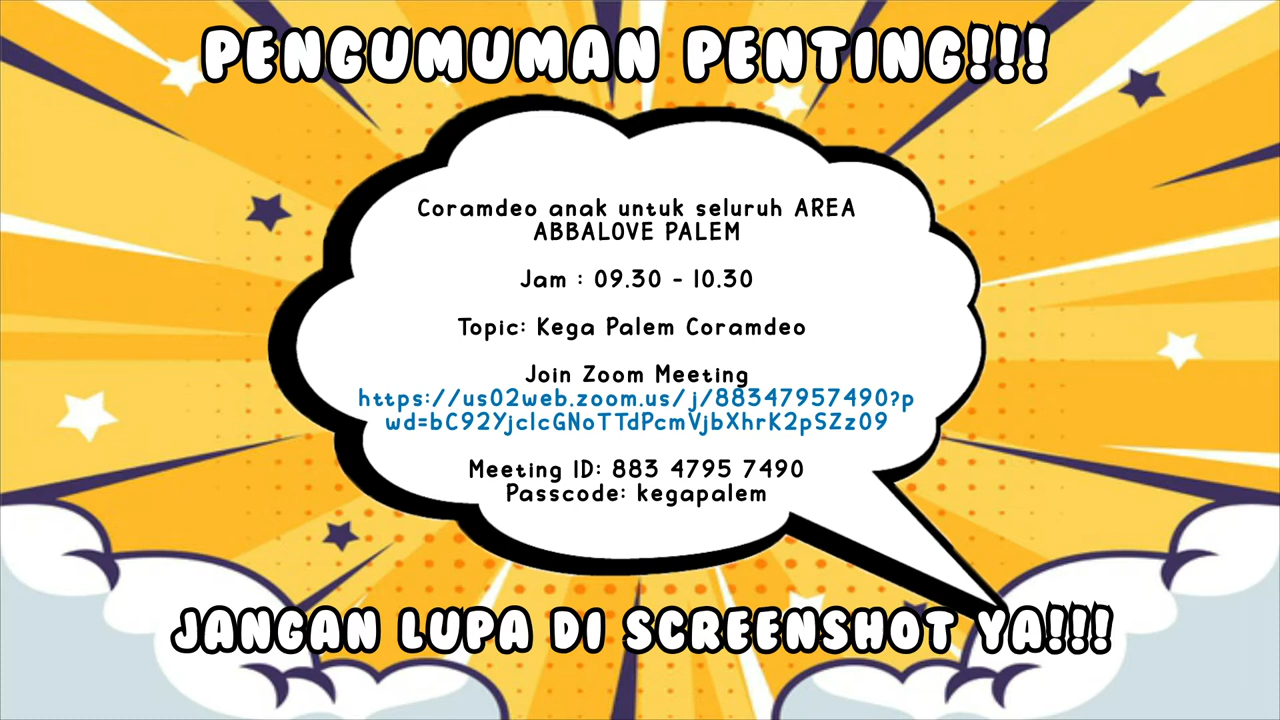 PENGUMUMAN PENTING!!!
Coramdeo anak untuk seluruh AREA
ABBALOVE PALEM
Jam : 09.30 - 10.30
Topic: Kega Palem Coramdeo
Join Zoom Meeting
https://us02web.zoom.us/j/88347957490?p
wd=bC92YjclcGNoTTdPcmVjbXhrK2pSZz09
Meeting ID: 883 4795 7490
Passcode: kegapalem
JANGAN LUPA DI SCREENSHOT YA!!!